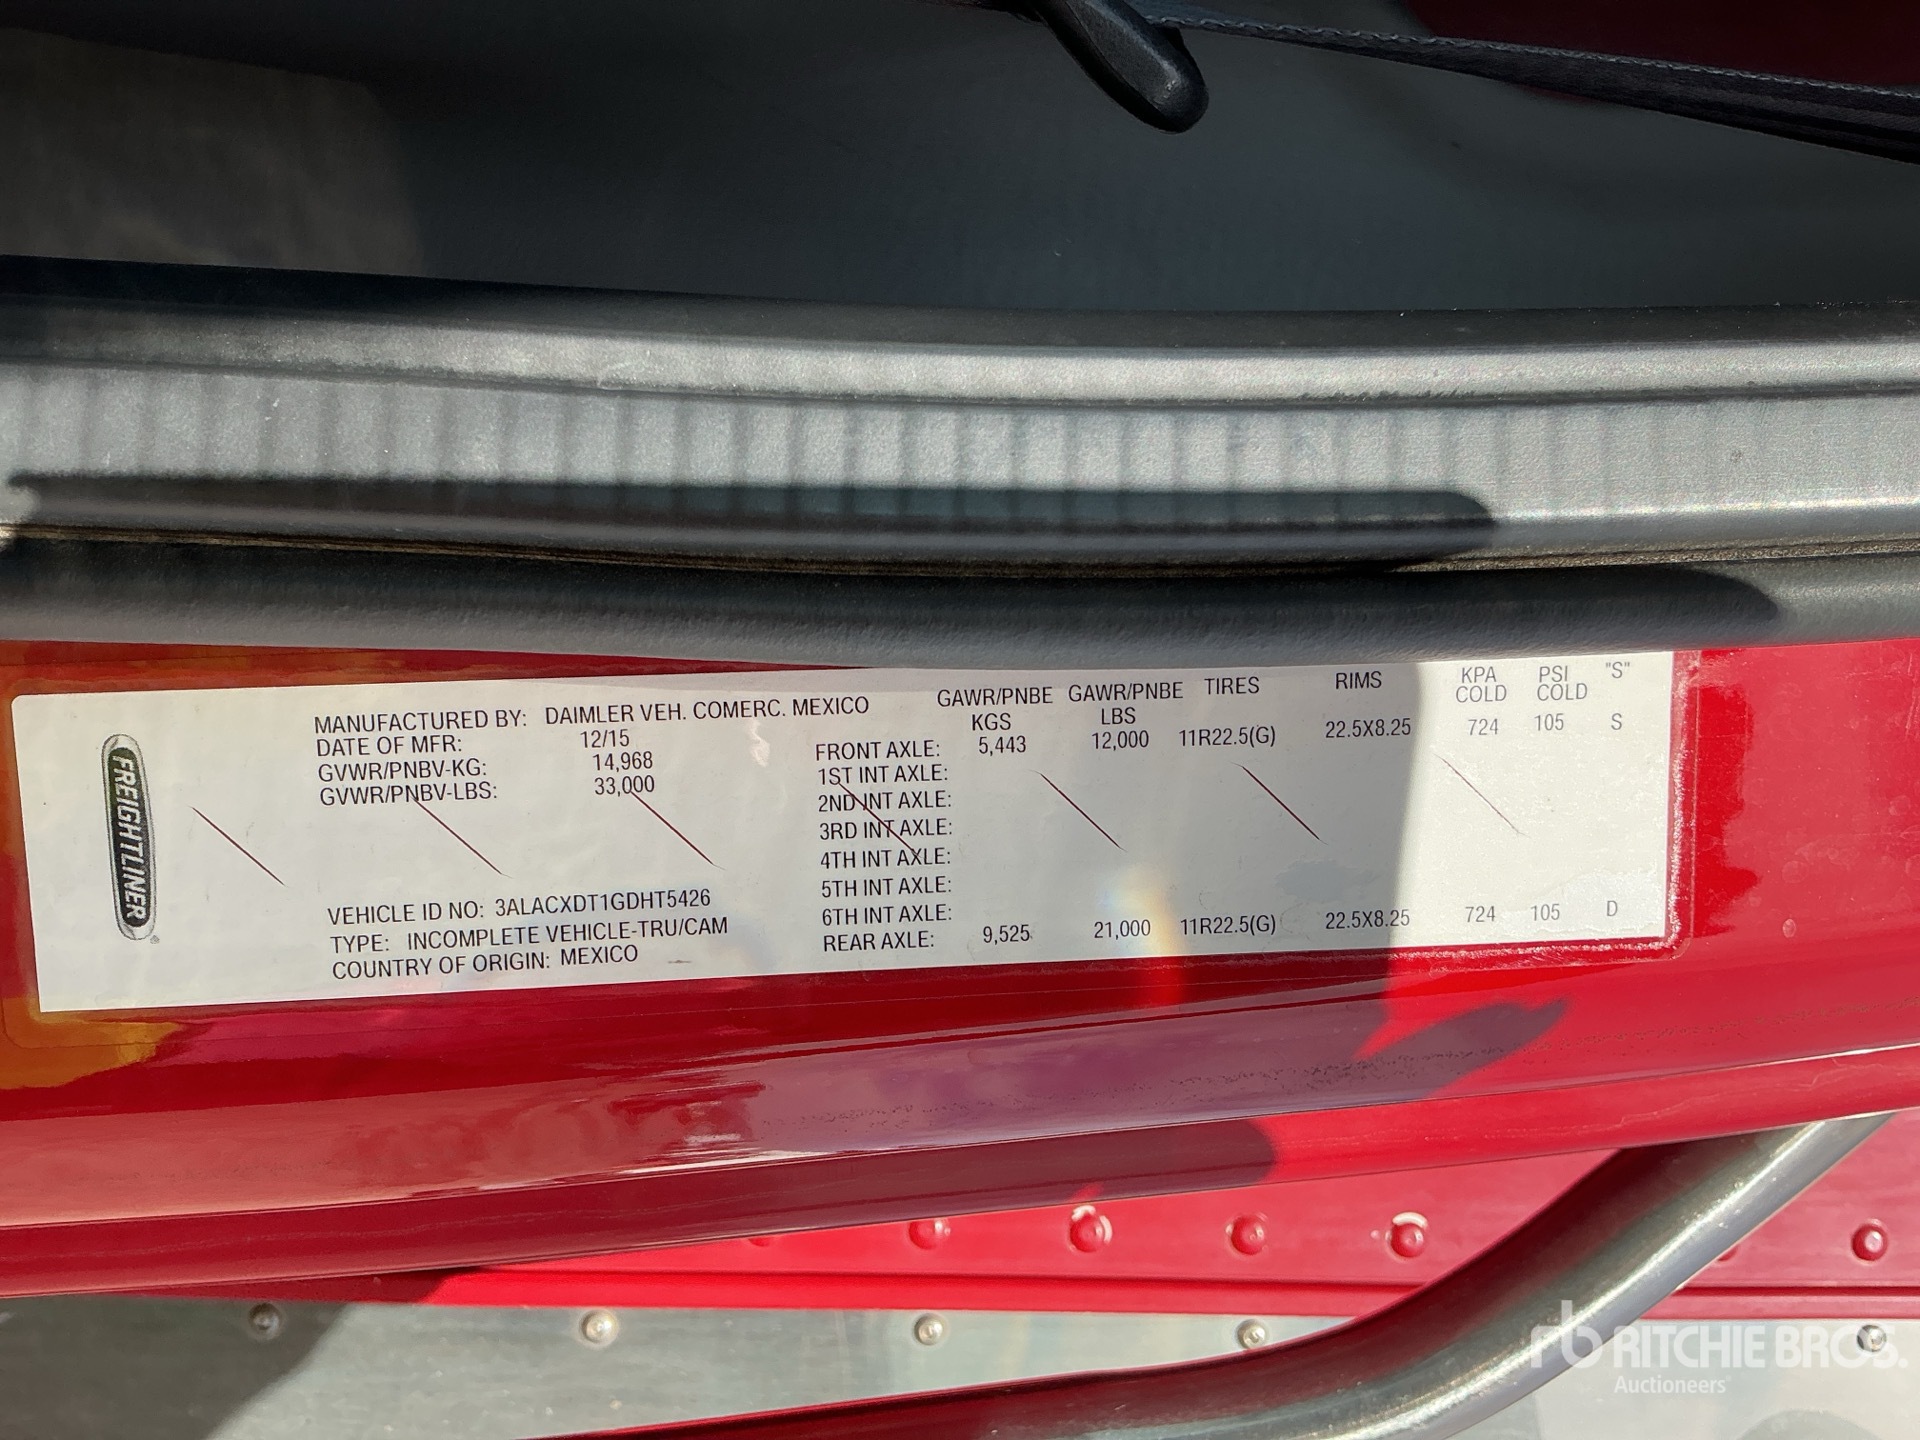 FREIGHTLINER
MANUFACTURED BY: DAIMLER VEH. COMERC. MEXICO
DATE OF MFR: 12/15
GVWR/PNBV-KG: 14,968
GVWR/PNBV-LBS: 33,000
VEHICLE ID NO: 3ALACXDT1GDHT5426
TYPE: INCOMPLETE VEHICLE-TRU/CAM
COUNTRY OF ORIGIN: MEXICO
GAWR/PNBE GAWR/PNBE TIRES RIMS KPA PSI "S"
KGS LBS COLD COLD
FRONT AXLE: 5,443 12,000 11R22.5(G) 22.5X8.25 724 105 S
1ST INT AXLE:
2ND INT AXLE:
3RD INT AXLE:
4TH INT AXLE:
5TH INT AXLE:
6TH INT AXLE:
REAR AXLE: 9,525 21,000 11R22.5(G) 22.5X8.25 724 105 D
rb RITCHIE BROS.
Auctioneers